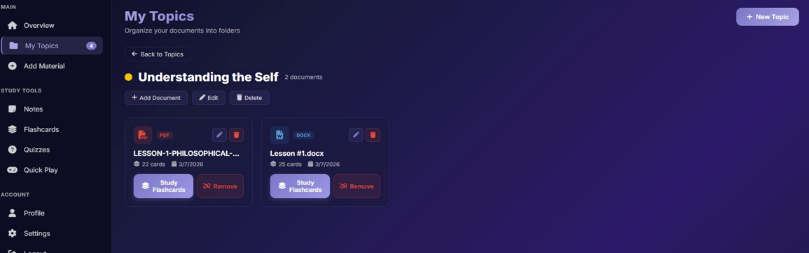 MAIN
Overview
My Topics 4
Add Material
STUDY TOOLS
Notes
Flashcards
Quizzes
Quick Play
ACCOUNT
Profile
Settings
My Topics
Organize your documents into folders
+ New Topic
← Back to Topics
Understanding the Self 2 documents
+ Add Document Edit Delete
PDF
LESSON-1-PHILOSOPHICAL-...
22 cards 3/7/2026
Study
Flashcards
Remove
DOCX
Lesson #1.docx
25 cards 3/7/2026
Study
Flashcards
Remove